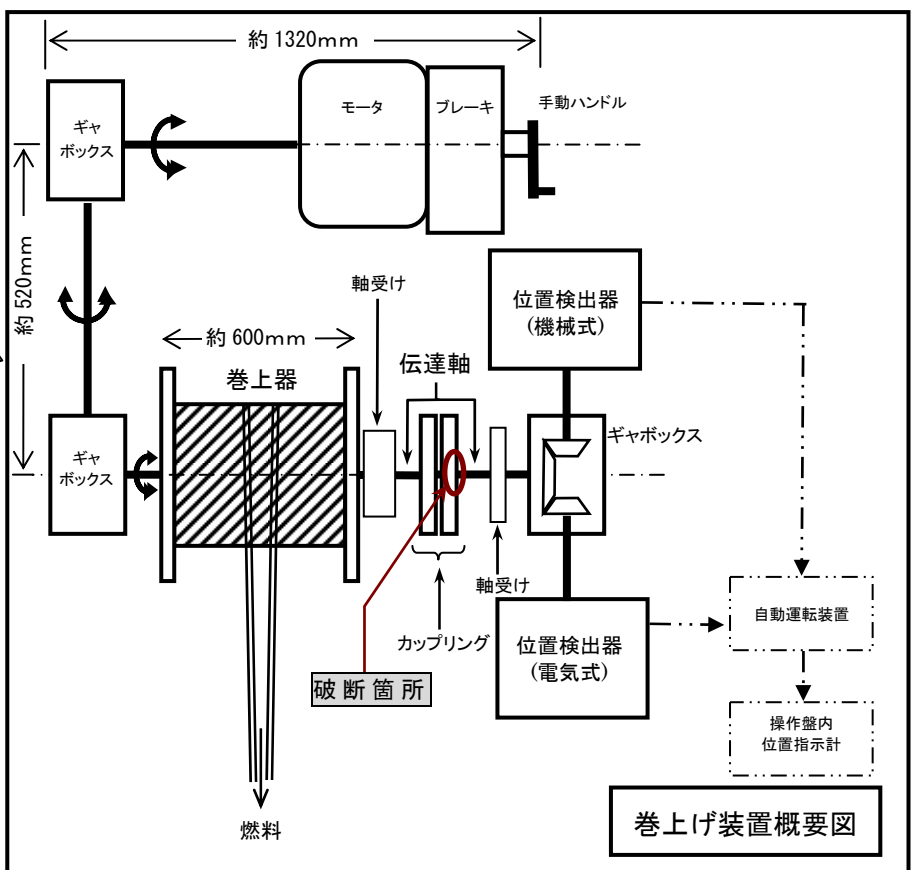 約 1320mm
モータ
ブレーキ
手動ハンドル
ギャ
ボックス
約 520mm
軸受け
位置検出器
(機械式)
約 600mm
伝達軸
巻上器
ギャボックス
ギャ
ボックス
軸受け
カップリング
自動運転装置
位置検出器
(電気式)
破断箇所
操作盤内
位置指示計
燃料
巻上げ装置概要図